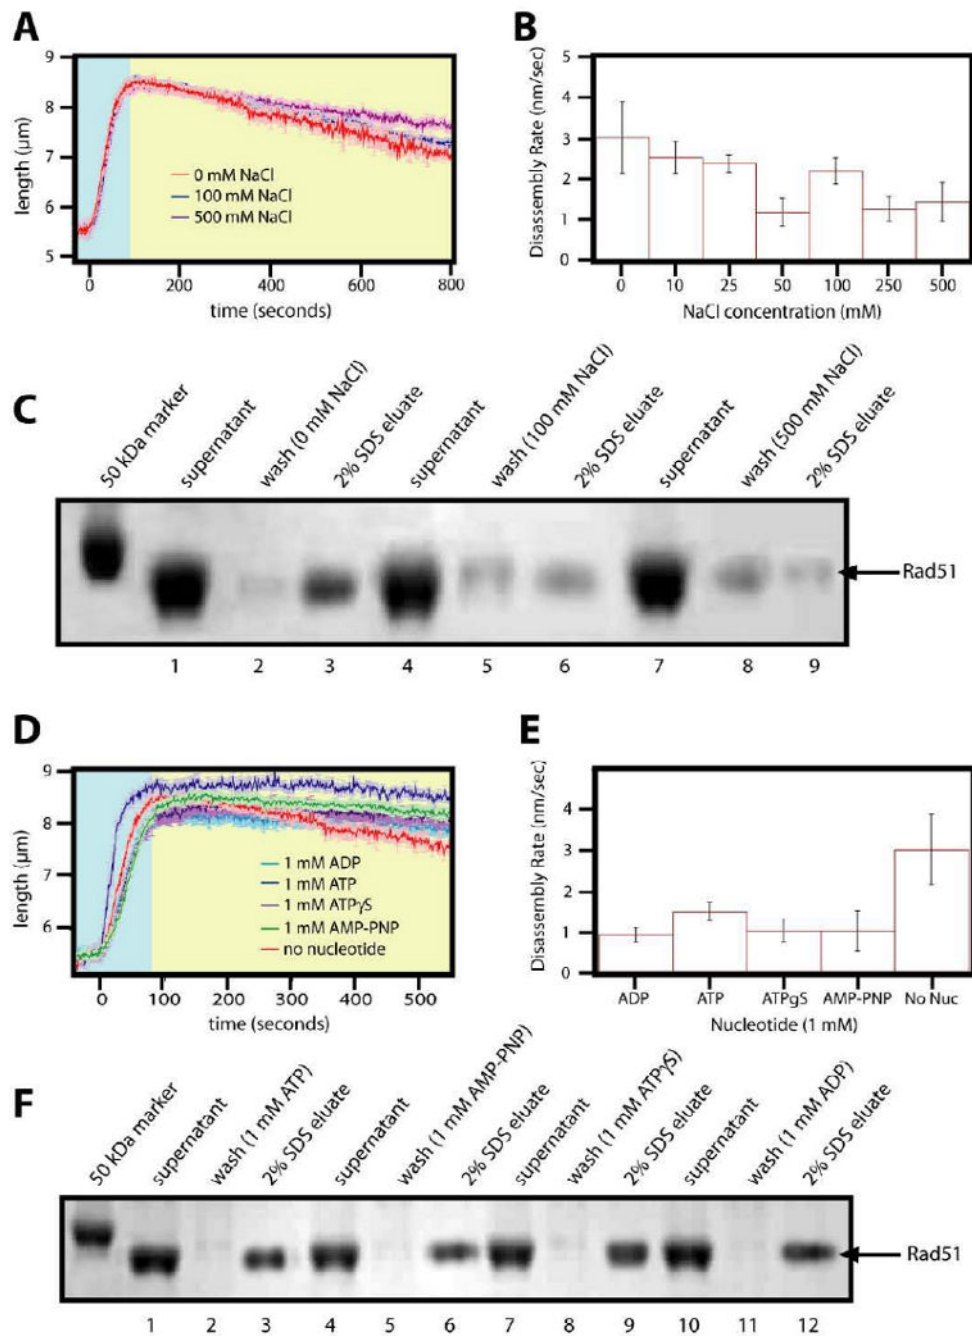 A
9
8
7
6
5
length (μm)
0 mM NaCl
100 mM NaCl
500 mM NaCl
0 200 400 600 800
time (seconds)
B
5
4
3
2
1
0
Disassembly Rate (nm/sec)
0 10 25 50 100 250 500
NaCl concentration (mM)
C
50 kDa marker
supernatant
wash (0 mM NaCl)
2% SDS eluate
supernatant
wash (100 mM NaCl)
2% SDS eluate
supernatant
wash (500 mM NaCl)
2% SDS eluate
Rad51
1 2 3 4 5 6 7 8 9
D
9
8
7
6
length (μm)
1 mM ADP
1 mM ATP
1 mM ATPγS
1 mM AMP-PNP
no nucleotide
0 100 200 300 400 500
time (seconds)
E
4
3
2
1
0
Disassembly Rate (nm/sec)
ADP ATP ATPgS AMP-PNP No Nuc
Nucleotide (1 mM)
F
50 kDa marker
supernatant
wash (1 mM ATP)
2% SDS eluate
supernatant
wash (1 mM AMP-PNP)
2% SDS eluate
supernatant
wash (1 mM ATPγS)
2% SDS eluate
supernatant
wash (1 mM ADP)
2% SDS eluate
Rad51
1 2 3 4 5 6 7 8 9 10 11 12